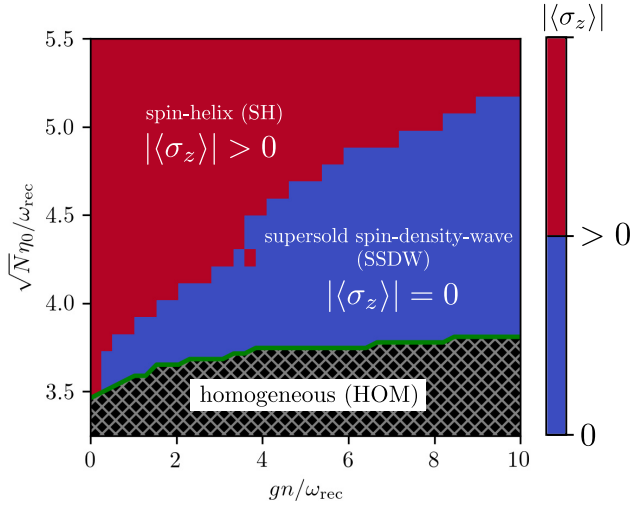 |⟨σ_z⟩|
5.5
5.0
4.5
4.0
3.5
√N η_0/ω_rec
spin-helix (SH)
|⟨σ_z⟩| > 0
supersold spin-density-wave
(SSDW)
|⟨σ_z⟩| = 0
homogeneous (HOM)
> 0
0
0 2 4 6 8 10
gn/ω_rec